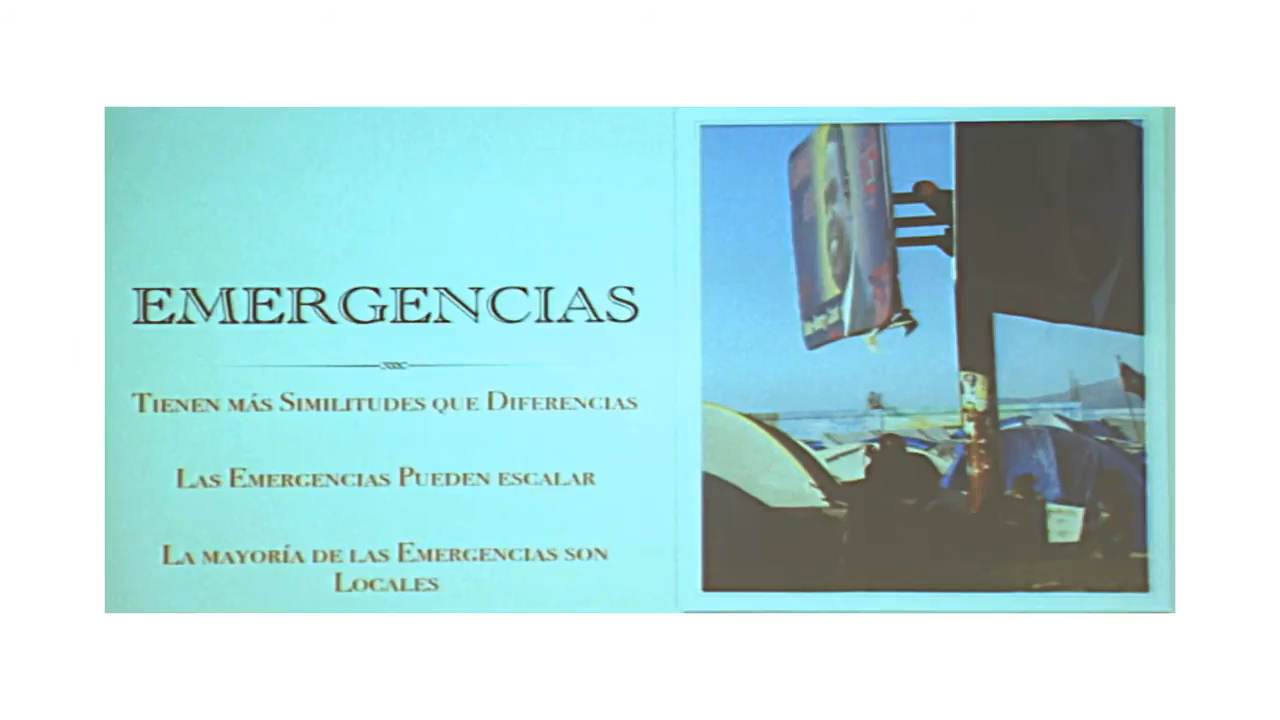 EMERGENCIAS
TIENEN MÁS SIMILITUDES QUE DIFERENCIAS
LAS EMERGENCIAS PUEDEN ESCALAR
LA MAYORÍA DE LAS EMERGENCIAS SON
LOCALES